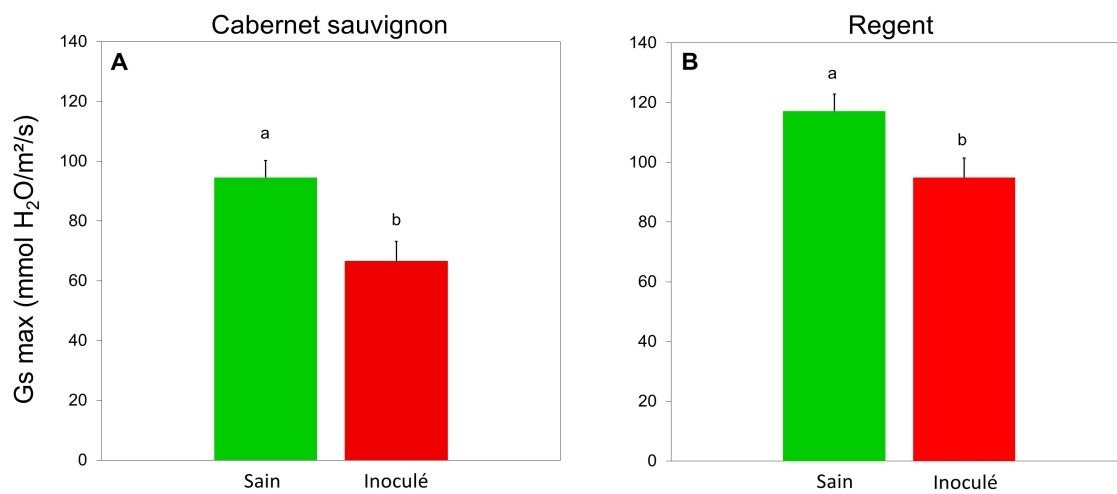 Cabernet sauvignon
A
Gs max (mmol H₂O/m²/s)
140
120
100
80
60
40
20
0
a
b
Sain
Inoculé
Regent
B
140
120
100
80
60
40
20
0
a
b
Sain
Inoculé